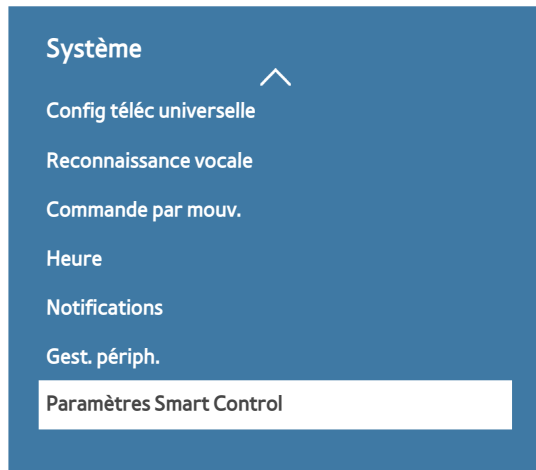 Système
Config téléc universelle
Reconnaissance vocale
Commande par mouv.
Heure
Notifications
Gest. périph.
Paramètres Smart Control